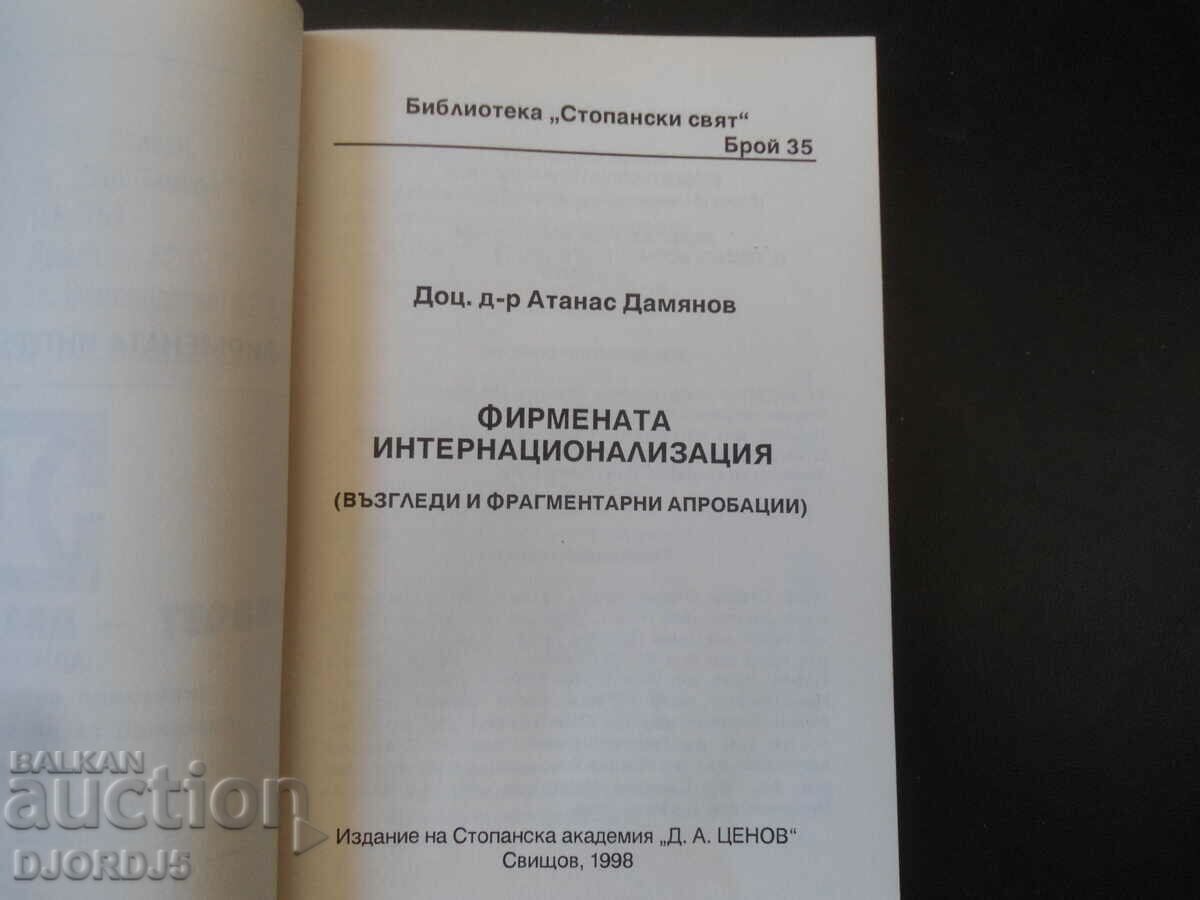 Библиотека „Стопански свят“
Брой 35
Доц. д-р Атанас Дамянов
ФИРМЕНАТА
ИНТЕРНАЦИОНАЛИЗАЦИЯ
(ВЪЗГЛЕДИ И ФРАГМЕНТАРНИ АПРОБАЦИИ)
Издание на Стопанска академия „Д. А. ЦЕНОВ“
Свищов, 1998
BALKAN
auction
DJORDJ5